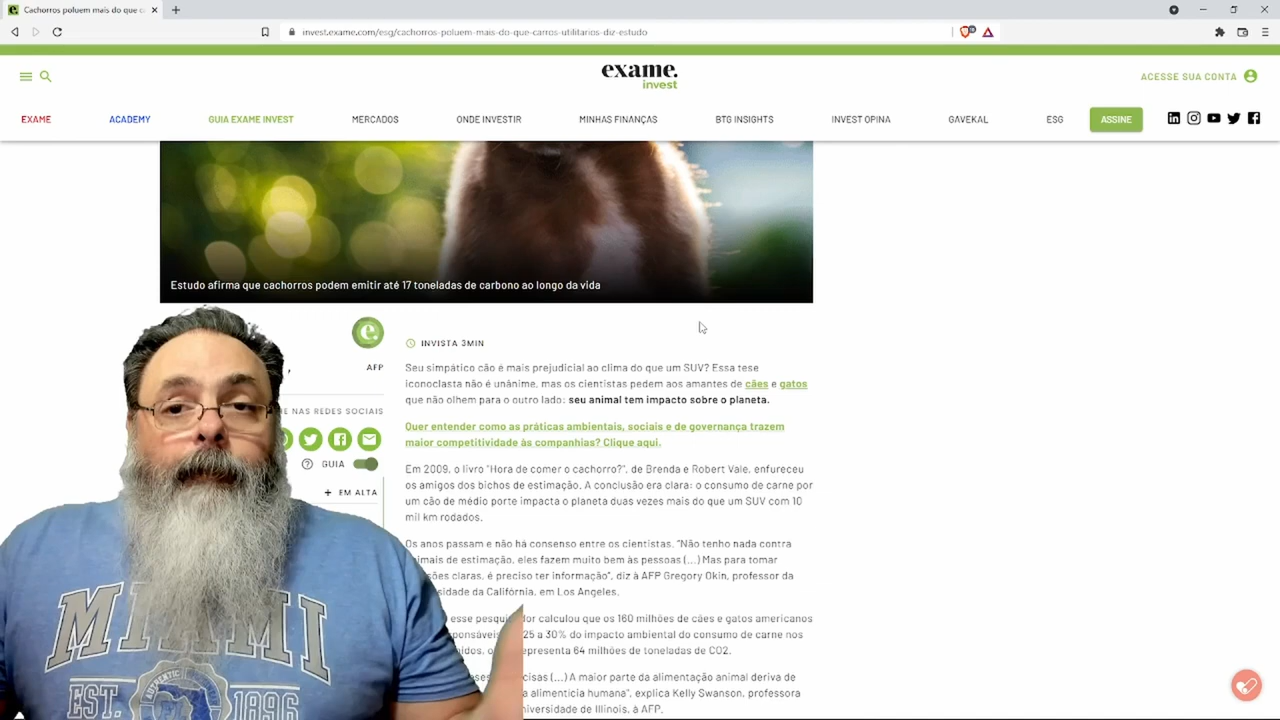 Cachorros poluem mais do que c
invest.exame.com/esg/cachorros-poluem-mais-do-que-carros-utilitarios-diz-estudo
exame.
invest
ACESSE SUA CONTA
EXAME
ACADEMY
GUIA EXAME INVEST
MERCADOS
ONDE INVESTIR
MINHAS FINANÇAS
BTG INSIGHTS
INVEST OPINA
GAVEKAL
ESG
ASSINE
Estudo afirma que cachorros podem emitir até 17 toneladas de carbono ao longo da vida
e.
AFP
NAS REDES SOCIAIS
GUIA
+ EM ALTA
INVISTA 3MIN
Seu simpático cão é mais prejudicial ao clima do que um SUV? Essa tese
iconoclasta não é unânime, mas os cientistas pedem aos amantes de cães e gatos
que não olhem para o outro lado: seu animal tem impacto sobre o planeta.
Quer entender como as práticas ambientais, sociais e de governança trazem
maior competitividade às companhias? Clique aqui.
Em 2009, o livro "Hora de comer o cachorro?", de Brenda e Robert Vale, enfureceu
os amigos dos bichos de estimação. A conclusão era clara: o consumo de carne por
um cão de médio porte impacta o planeta duas vezes mais do que um SUV com 10
mil km rodados.
Os anos passam e não há consenso entre os cientistas. "Não tenho nada contra
nimais de estimação, eles fazem muito bem às pessoas (...) Mas para tomar
sões claras, é preciso ter informação", diz à AFP Gregory Okin, professor da
sidade da Califórnia, em Los Angeles.
esse pesqui dor calculou que os 160 milhões de cães e gatos americanos
ponsáveis 25 a 30% do impacto ambiental do consumo de carne nos
idos, o epresenta 64 milhões de toneladas de CO2.
cisas (...) A maior parte da alimentação animal deriva de
a alimentícia humana", explica Kelly Swanson, professora
niversidade de Illinois, à AFP.
MIAMI
AUTHENTIC
EST. 1896